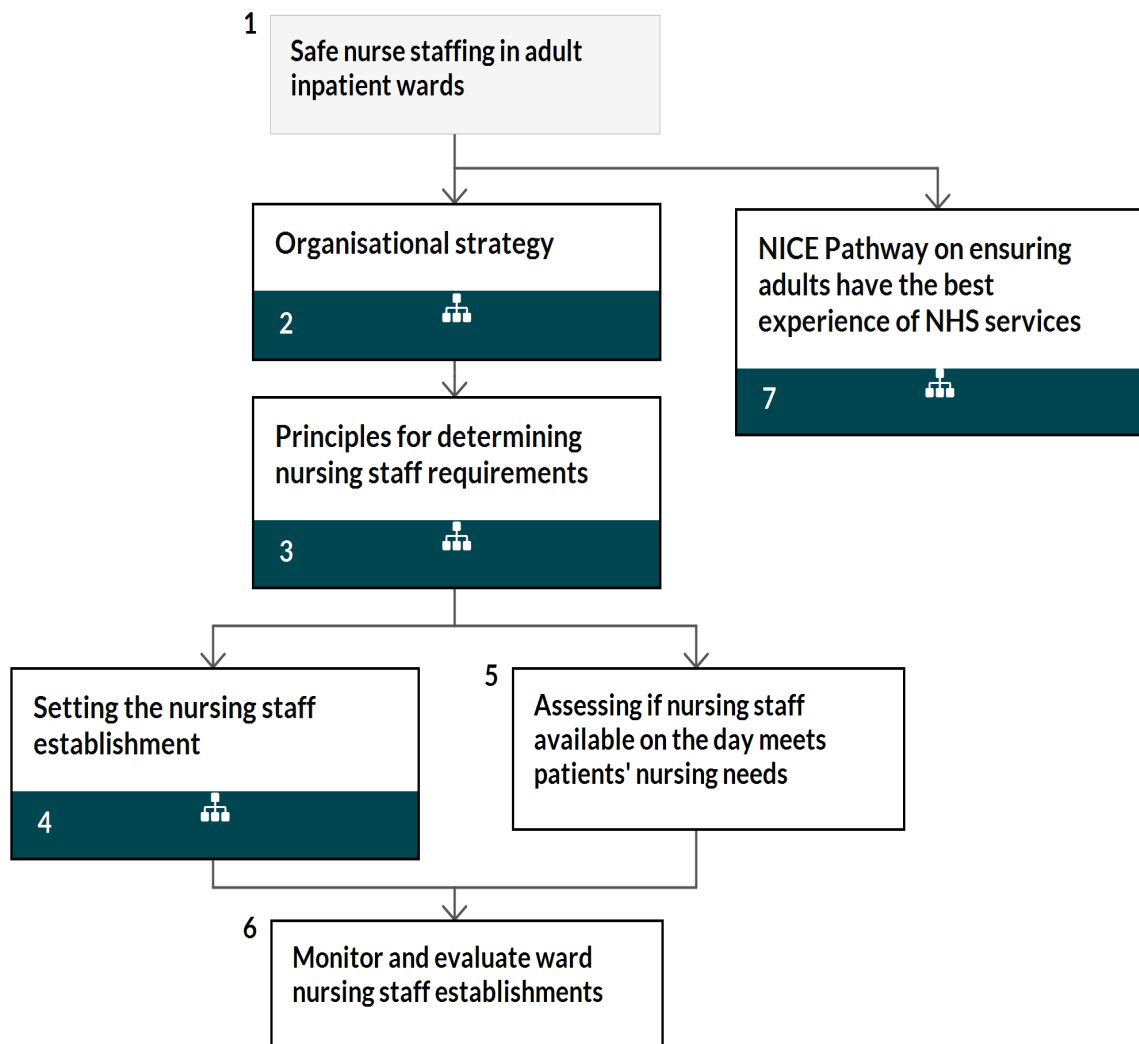 1
Safe nurse staffing in adult
inpatient wards
Organisational strategy
2
NICE Pathway on ensuring
adults have the best
experience of NHS services
7
Principles for determining
nursing staff requirements
3
Setting the nursing staff
establishment
4
5
Assessing if nursing staff
available on the day meets
patients' nursing needs
6
Monitor and evaluate ward
nursing staff establishments